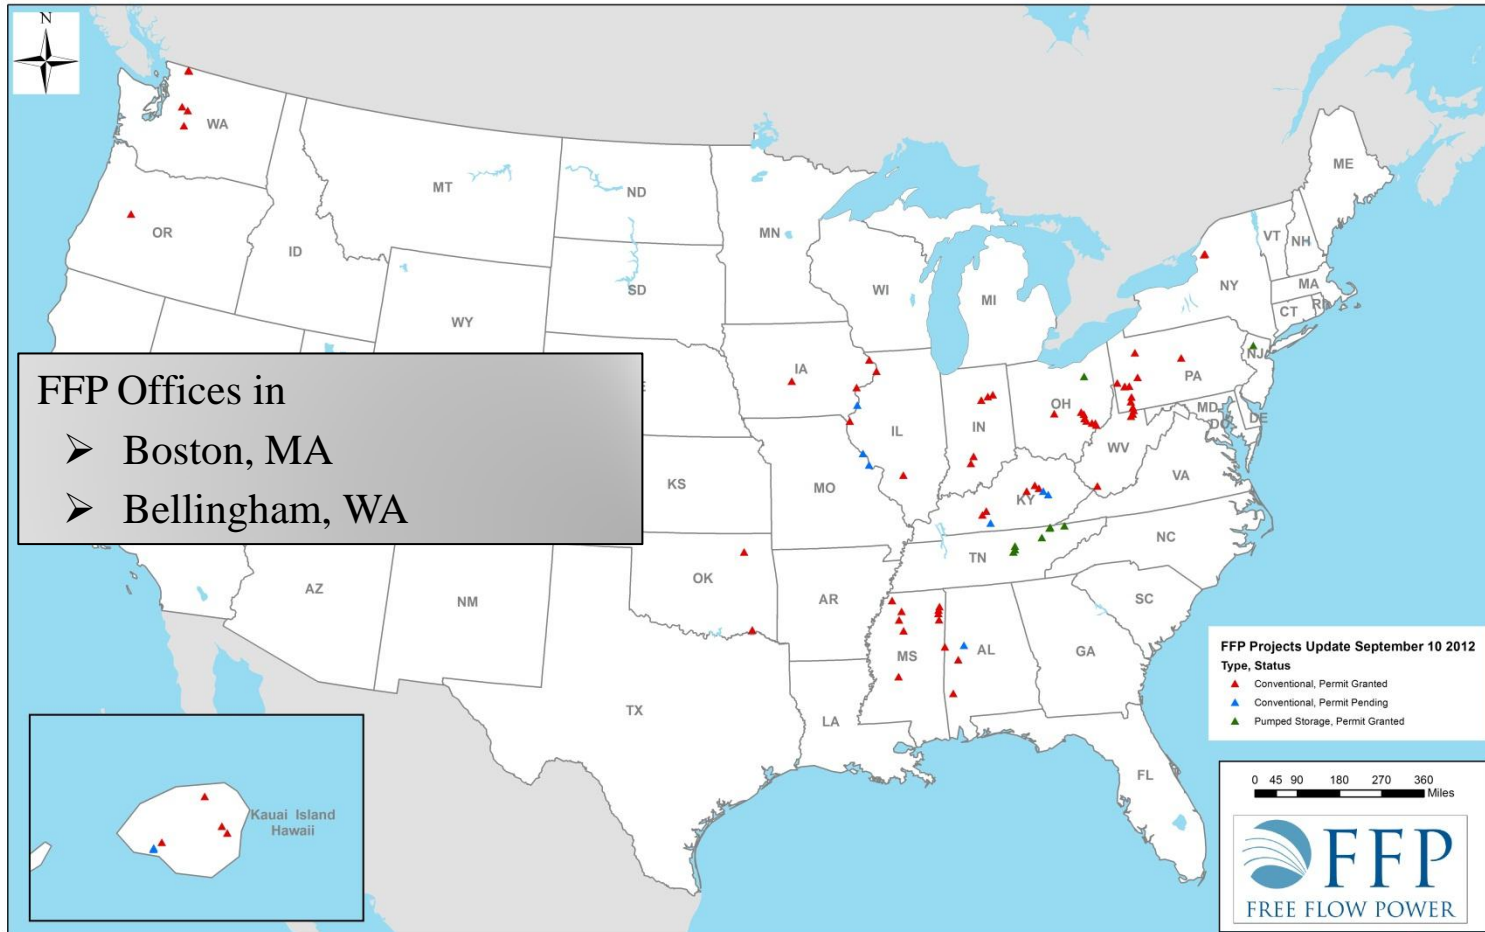 N
WA
MT
ND
MN
ME
OR
ID
SD
WI
MI
VT
NH
NY
MA
CT
RI
WY
IA
PA
NJ
OH
IL
IN
MD
DE
DC
WV
VA
KS
MO
KY
NC
TN
OK
AR
AZ
NM
SC
MS
AL
GA
TX
LA
FL
FFP Offices in
➢ Boston, MA
➢ Bellingham, WA
Kauai Island
Hawaii
FFP Projects Update September 10 2012
Type, Status
Conventional, Permit Granted
Conventional, Permit Pending
Pumped Storage, Permit Granted
0 45 90 180 270 360
Miles
FFP
FREE FLOW POWER